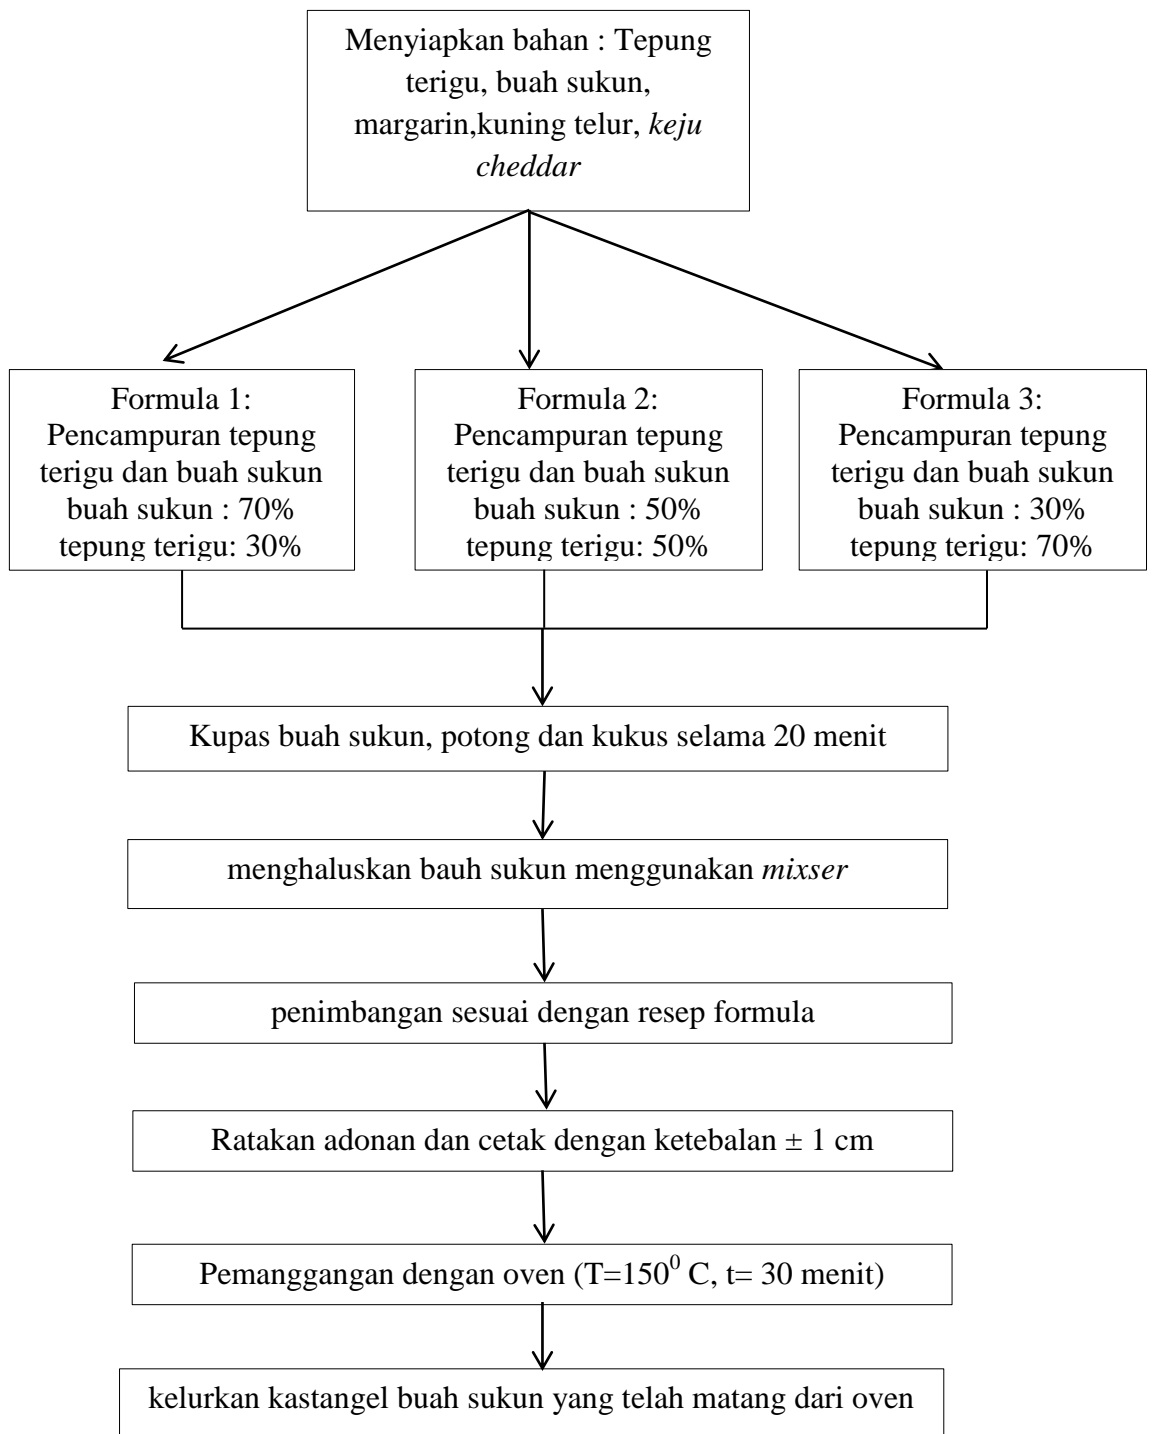 Menyiapkan bahan : Tepung
terigu, buah sukun,
margarin,kuning telur, keju
cheddar
Formula 1:
Pencampuran tepung
terigu dan buah sukun
buah sukun : 70%
tepung terigu: 30%
Formula 2:
Pencampuran tepung
terigu dan buah sukun
buah sukun : 50%
tepung terigu: 50%
Formula 3:
Pencampuran tepung
terigu dan buah sukun
buah sukun : 30%
tepung terigu: 70%
Kupas buah sukun, potong dan kukus selama 20 menit
menghaluskan bauh sukun menggunakan mixser
penimbangan sesuai dengan resep formula
Ratakan adonan dan cetak dengan ketebalan ± 1 cm
Pemanggangan dengan oven (T=150⁰ C, t= 30 menit)
kelurkan kastangel buah sukun yang telah matang dari oven